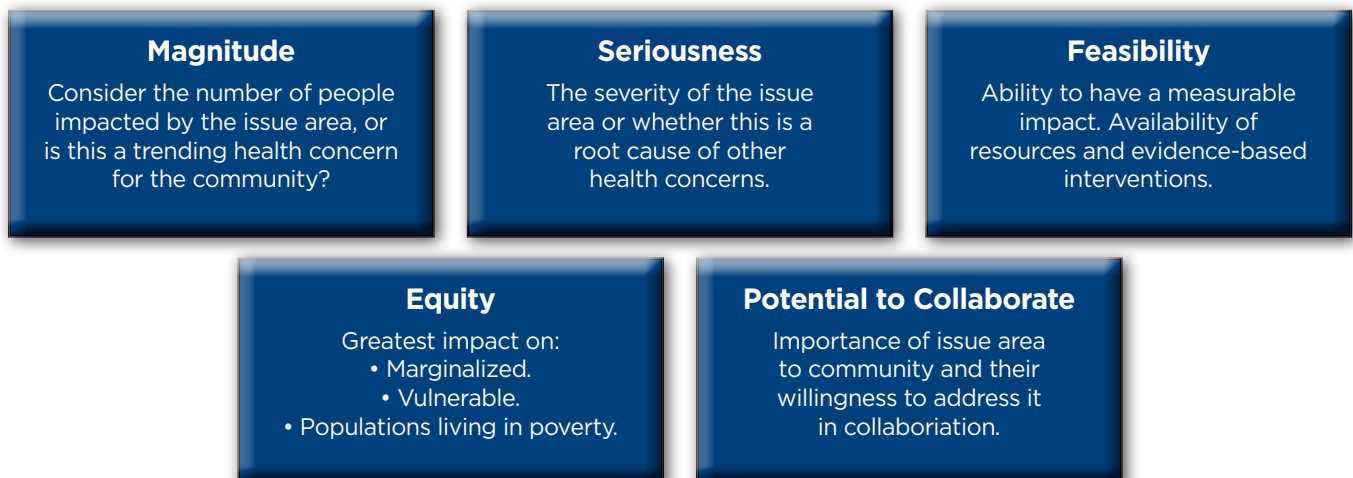 Magnitude
Consider the number of people
impacted by the issue area, or
is this a trending health concern
for the community?
Seriousness
The severity of the issue
area or whether this is a
root cause of other
health concerns.
Feasibility
Ability to have a measurable
impact. Availability of
resources and evidence-based
interventions.
Equity
Greatest impact on:
• Marginalized.
• Vulnerable.
• Populations living in poverty.
Potential to Collaborate
Importance of issue area
to community and their
willingness to address it
in collaboriation.